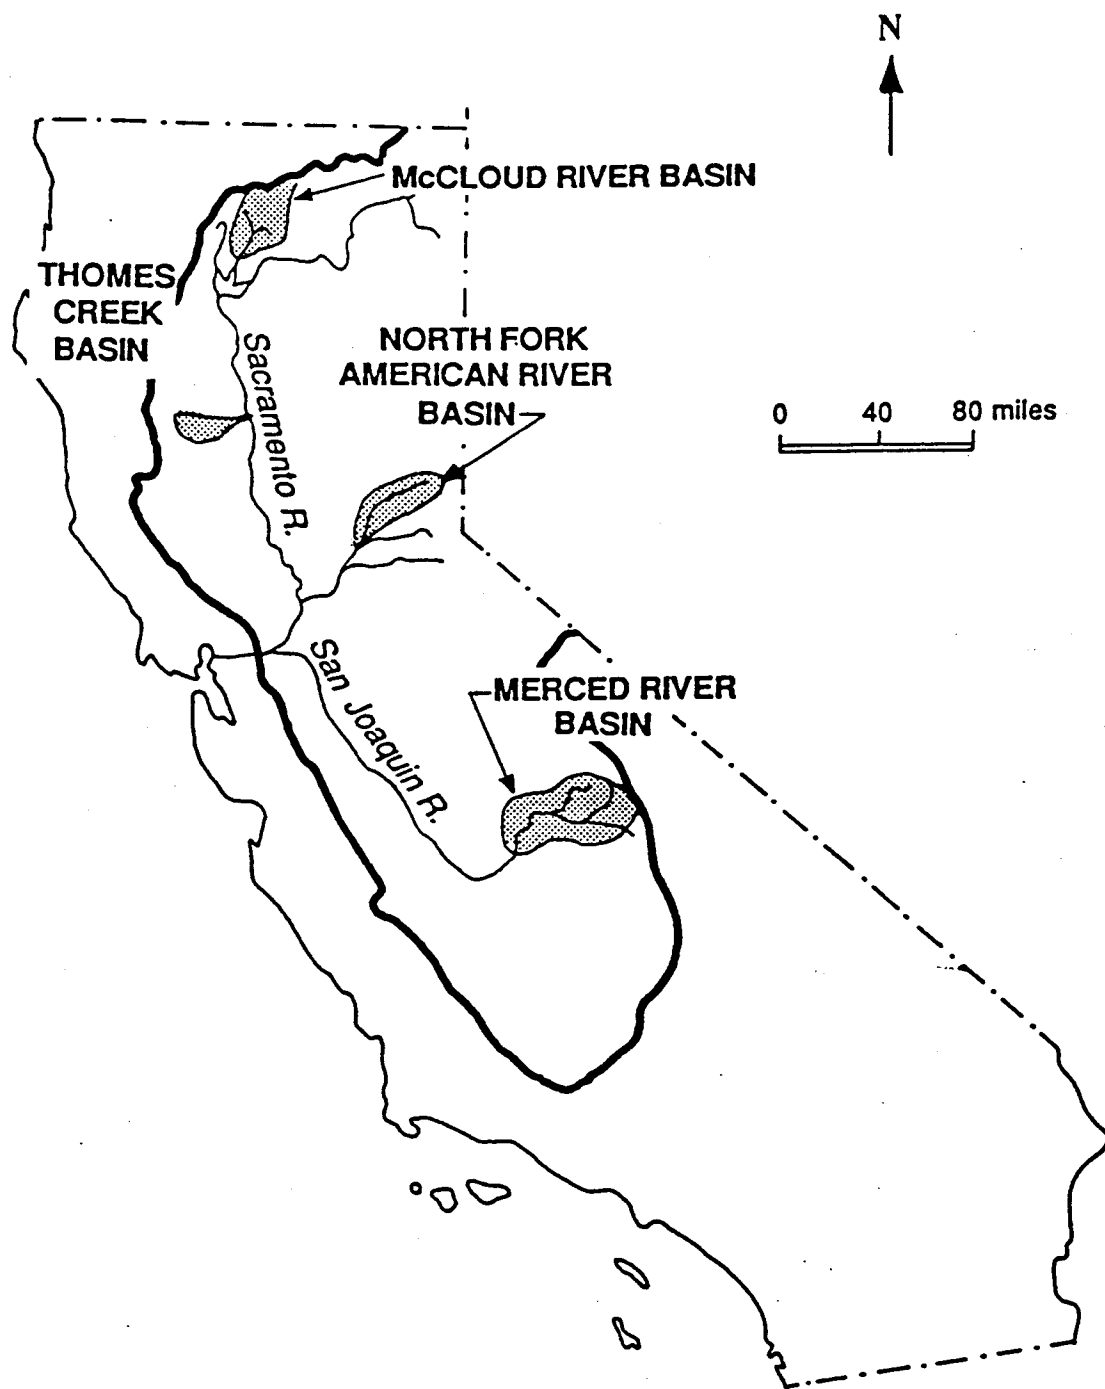 N
McCLOUD RIVER BASIN
THOMES
CREEK
BASIN
NORTH FORK
AMERICAN RIVER
BASIN
Sacramento R.
0 40 80 miles
San Joaquin R.
MERCED RIVER
BASIN